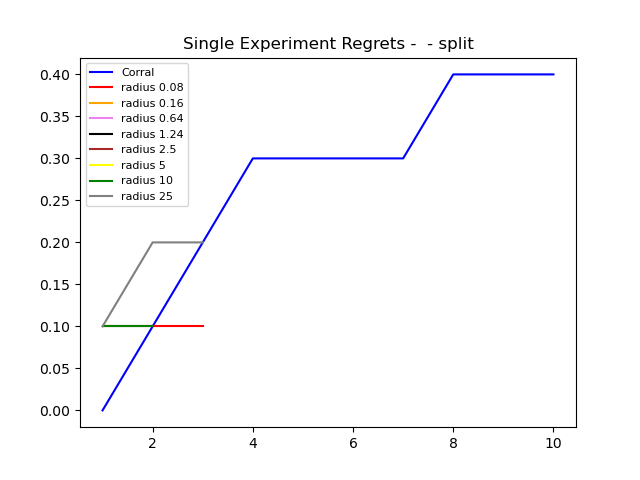 Single Experiment Regrets -  - split
0.40
0.35
0.30
0.25
0.20
0.15
0.10
0.05
0.00
Corral
radius 0.08
radius 0.16
radius 0.64
radius 1.24
radius 2.5
radius 5
radius 10
radius 25
2
4
6
8
10